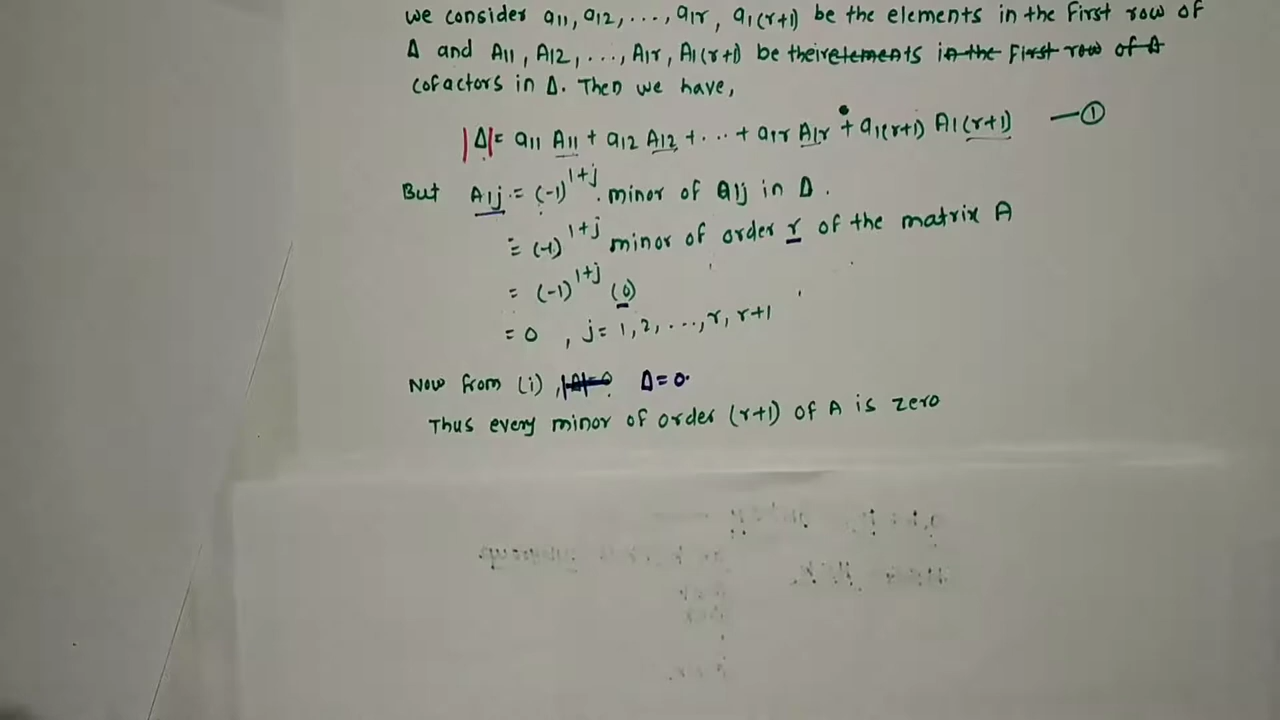 we consider a11, a12, ..., a1r, a1(r+1) be the elements in the first row of
Δ and A11, A12, ..., A1r, A1(r+1) be their elements in the first row of Δ
cofactors in Δ. Then we have,
|Δ| = a11 A11 + a12 A12 + ... + a1r A1r + a1(r+1) A1(r+1) —①
But A1j = (-1)^1+j . minor of a1j in Δ.
= (-1)^1+j minor of order r of the matrix A
= (-1)^1+j (0)
= 0 , j = 1, 2, ..., r, r+1
Now from (i), |A|=0 Δ = 0.
Thus every minor of order (r+1) of A is zero